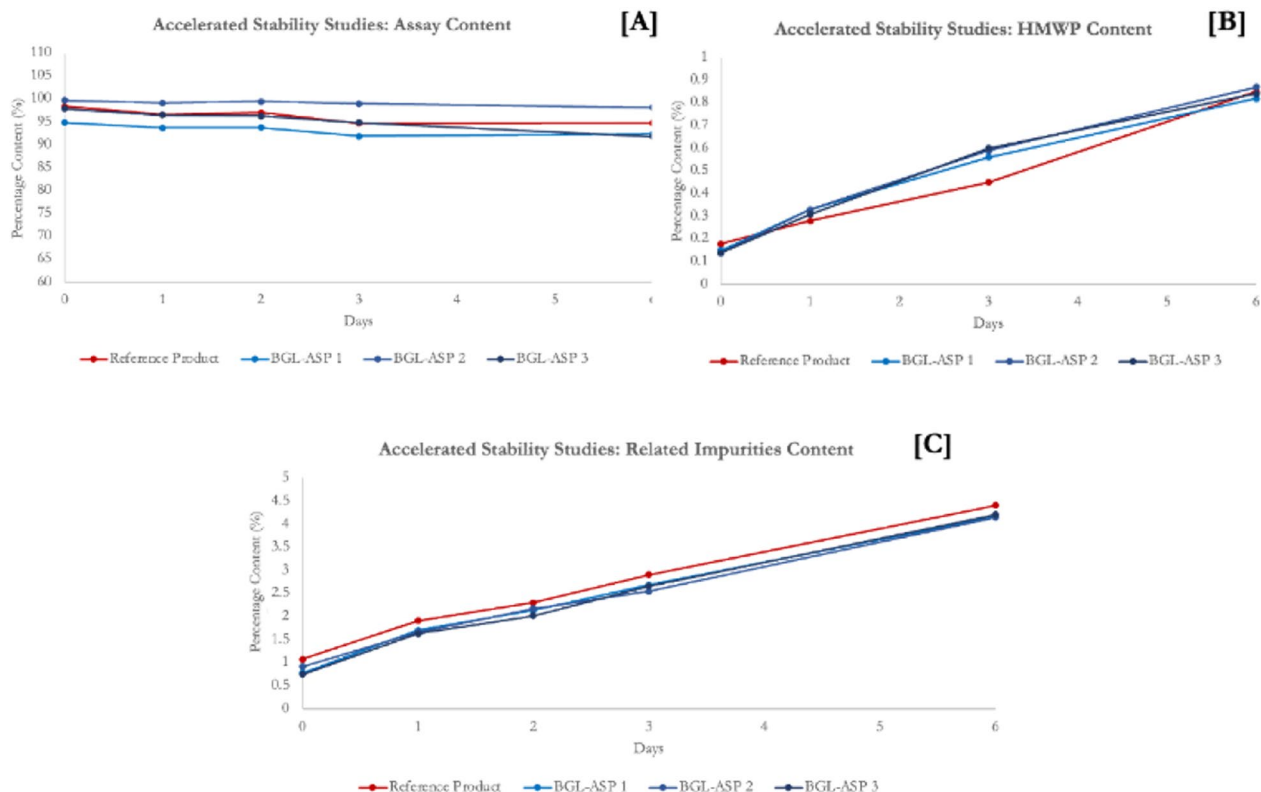 Accelerated Stability Studies: Assay Content
[A]
Percentage Content (%)
110
105
100
95
90
85
80
75
70
65
60
0 1 2 3 4 5
Days
Reference Product BGL-ASP 1 BGL-ASP 2 BGL-ASP 3
Accelerated Stability Studies: HMWP Content
[B]
Percentage Content (%)
1
0.9
0.8
0.7
0.6
0.5
0.4
0.3
0.2
0.1
0
0 1 2 3 4 5 6
Days
Reference Product BGL-ASP 1 BGL-ASP 2 BGL-ASP 3
Accelerated Stability Studies: Related Impurities Content
[C]
Percentage Content (%)
5
4.5
4
3.5
3
2.5
2
1.5
1
0.5
0
0 1 2 3 4 5 6
Days
Reference Product BGL-ASP 1 BGL-ASP 2 BGL-ASP 3